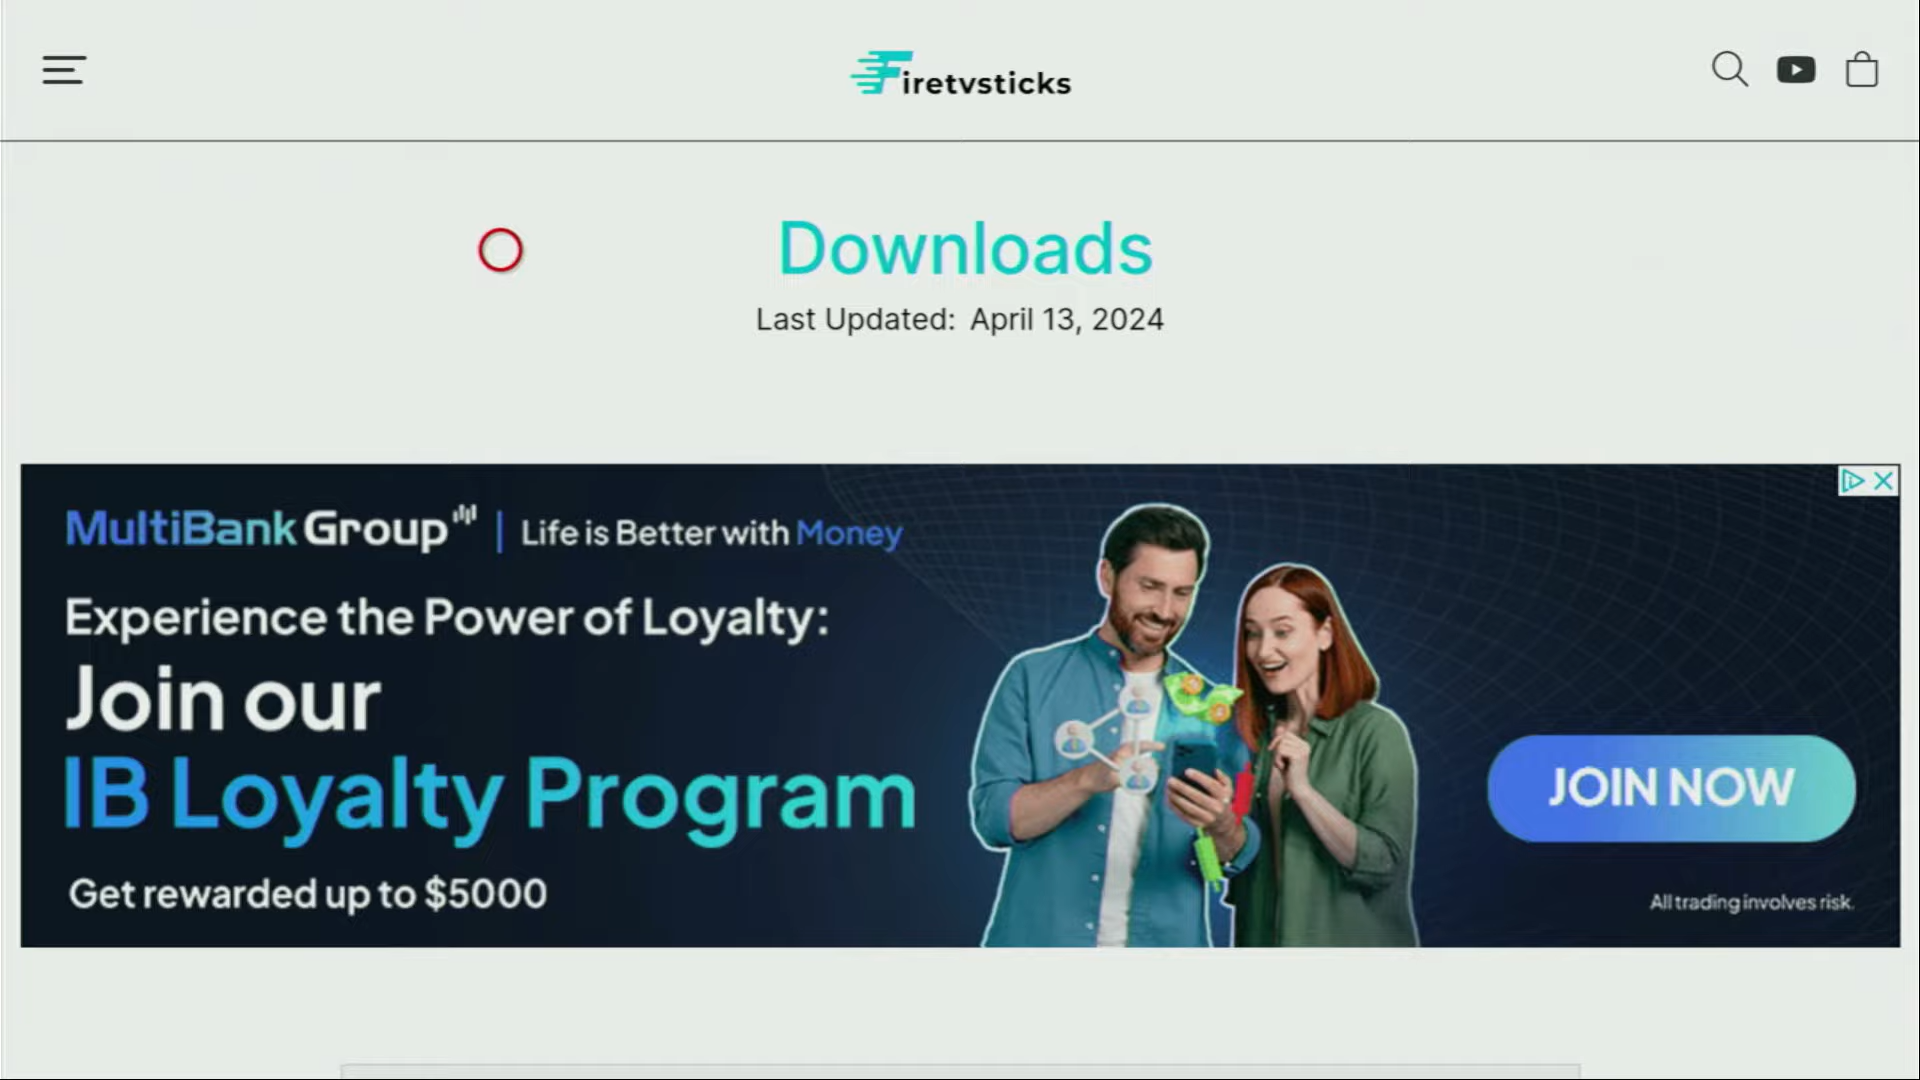 Firetvsticks
Downloads
Last Updated: April 13, 2024
MultiBank Group | Life is Better with Money
Experience the Power of Loyalty:
Join our
IB Loyalty Program
Get rewarded up to $5000
JOIN NOW
All trading involves risk.